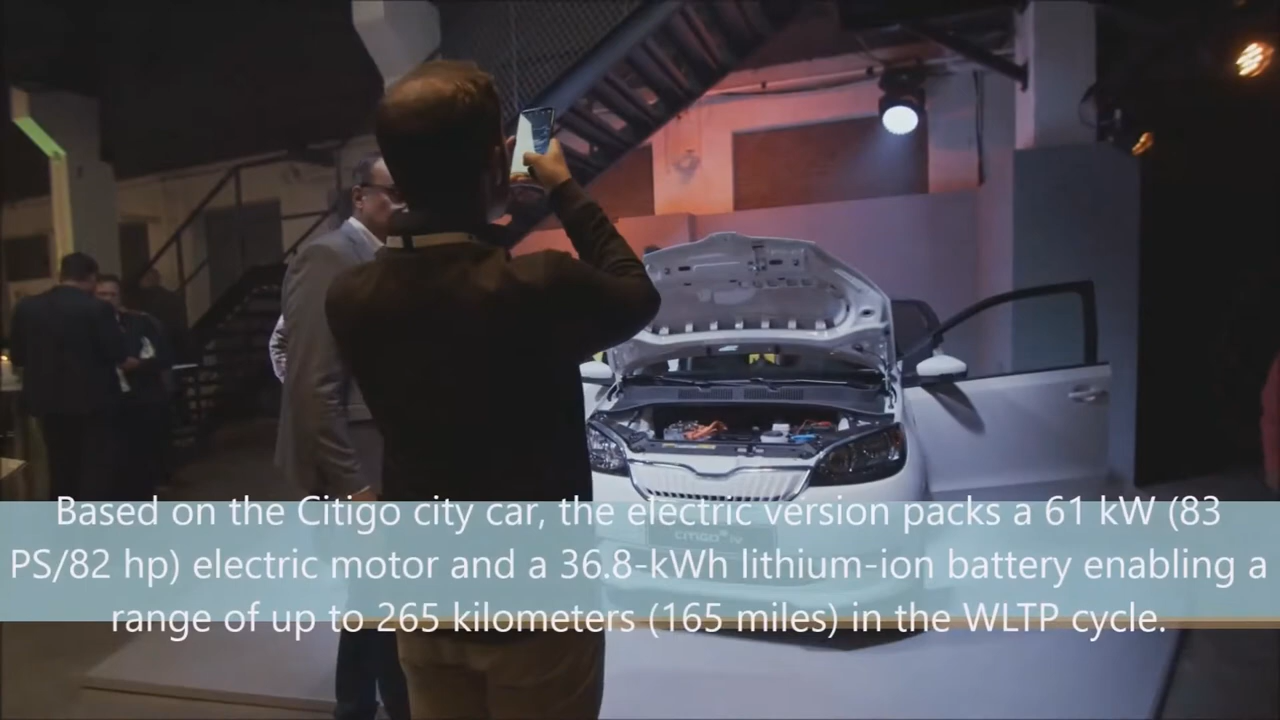 Based on the Citigo city car, the electric version packs a 61 kW (83
PS/82 hp) electric motor and a 36.8-kWh lithium-ion battery enabling a
range of up to 265 kilometers (165 miles) in the WLTP cycle.
CITIGO